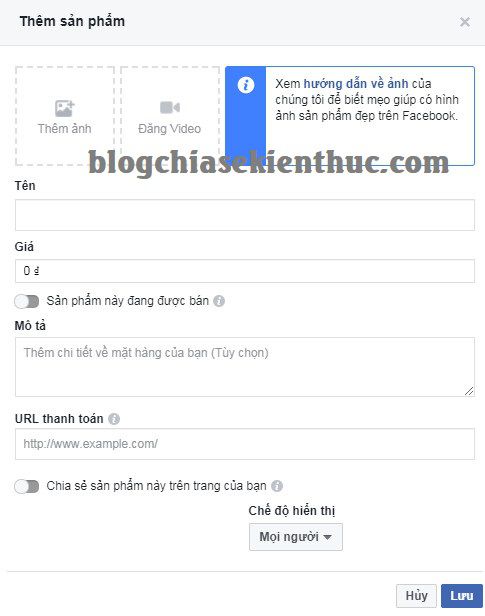 Thêm sản phẩm
Thêm ảnh
Đăng Video
Xem hướng dẫn về ảnh của
chúng tôi để biết mẹo giúp có hình
ảnh sản phẩm đẹp trên Facebook.
blogchiasekienthuc.com
Tên
Giá
0 ₫
Sản phẩm này đang được bán
Mô tả
Thêm chi tiết về mặt hàng của bạn (Tùy chọn)
URL thanh toán
http://www.example.com/
Chia sẻ sản phẩm này trên trang của bạn
Chế độ hiển thị
Mọi người
Hủy Lưu